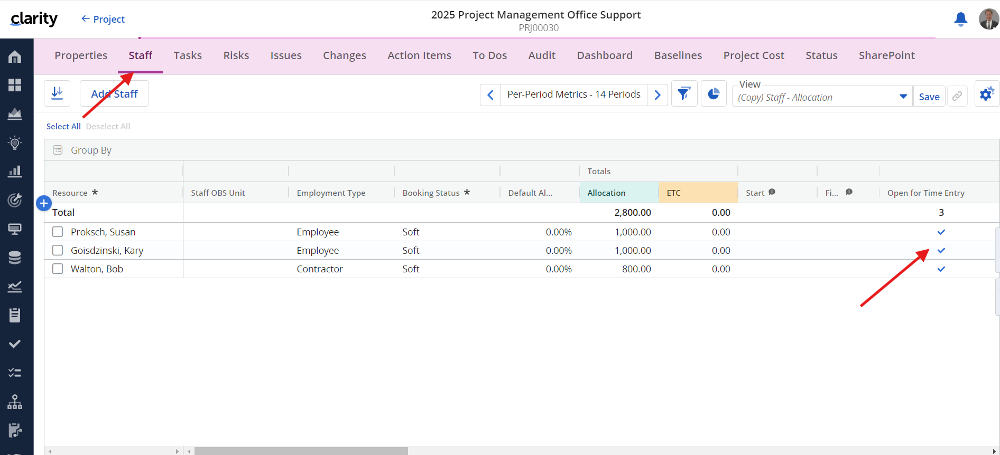 clarity
Project
2025 Project Management Office Support
PRJ00030
Properties Staff Tasks Risks Issues Changes Action Items To Dos Audit Dashboard Baselines Project Cost Status SharePoint
Add Staff
Per-Period Metrics - 14 Periods
View
(Copy) Staff - Allocation
Save
Select All Deselect All
Group By
Totals
Resource * Staff OBS Unit Employment Type Booking Status * Default Al... Allocation ETC Start Fi... Open for Time Entry
Total 2,800.00 0.00 3
Proksch, Susan Employee Soft 0.00% 1,000.00 0.00
Goisdzinski, Kary Employee Soft 0.00% 1,000.00 0.00
Walton, Bob Contractor Soft 0.00% 800.00 0.00